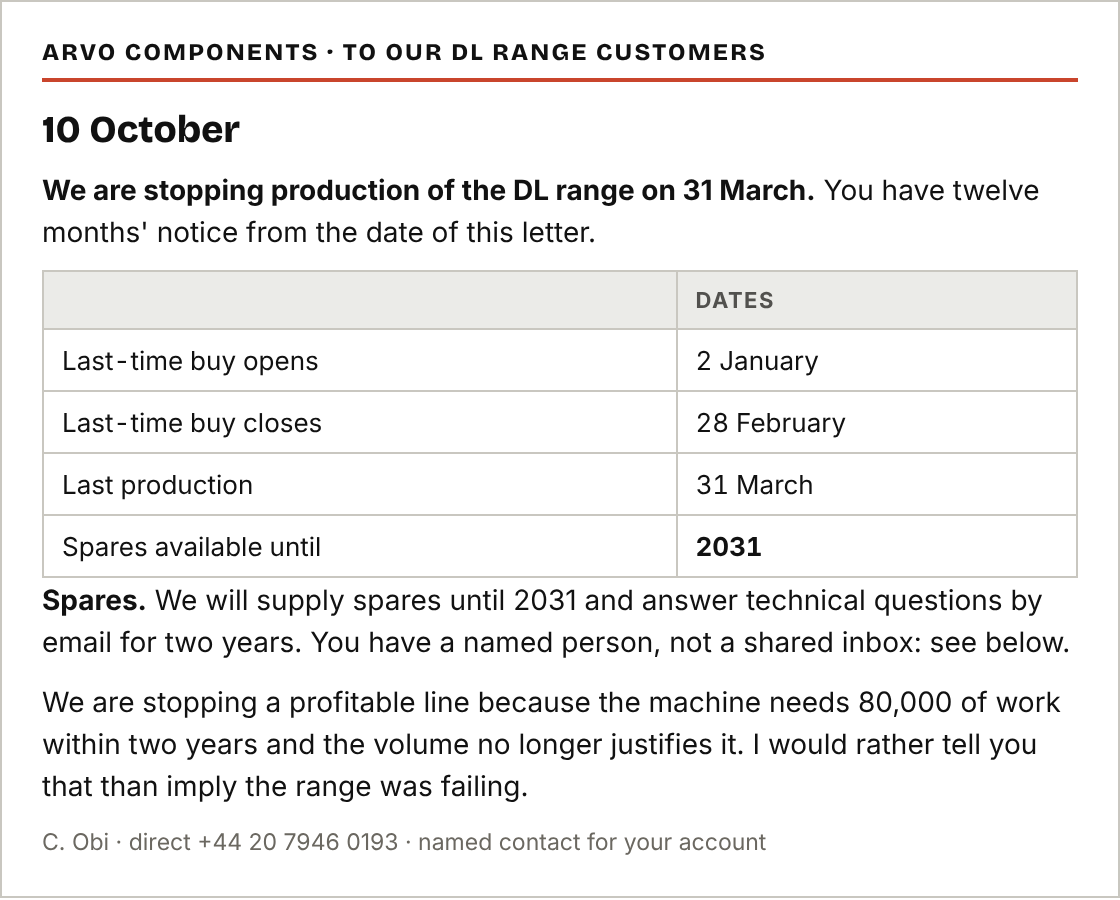 ARVO COMPONENTS · TO OUR DL RANGE CUSTOMERS
10 October
We are stopping production of the DL range on 31 March. You have twelve
months' notice from the date of this letter.
DATES
Last-time buy opens 2 January
Last-time buy closes 28 February
Last production 31 March
Spares available until 2031
Spares. We will supply spares until 2031 and answer technical questions by
email for two years. You have a named person, not a shared inbox: see below.
We are stopping a profitable line because the machine needs 80,000 of work
within two years and the volume no longer justifies it. I would rather tell you
that than imply the range was failing.
C. Obi · direct +44 20 7946 0193 · named contact for your account